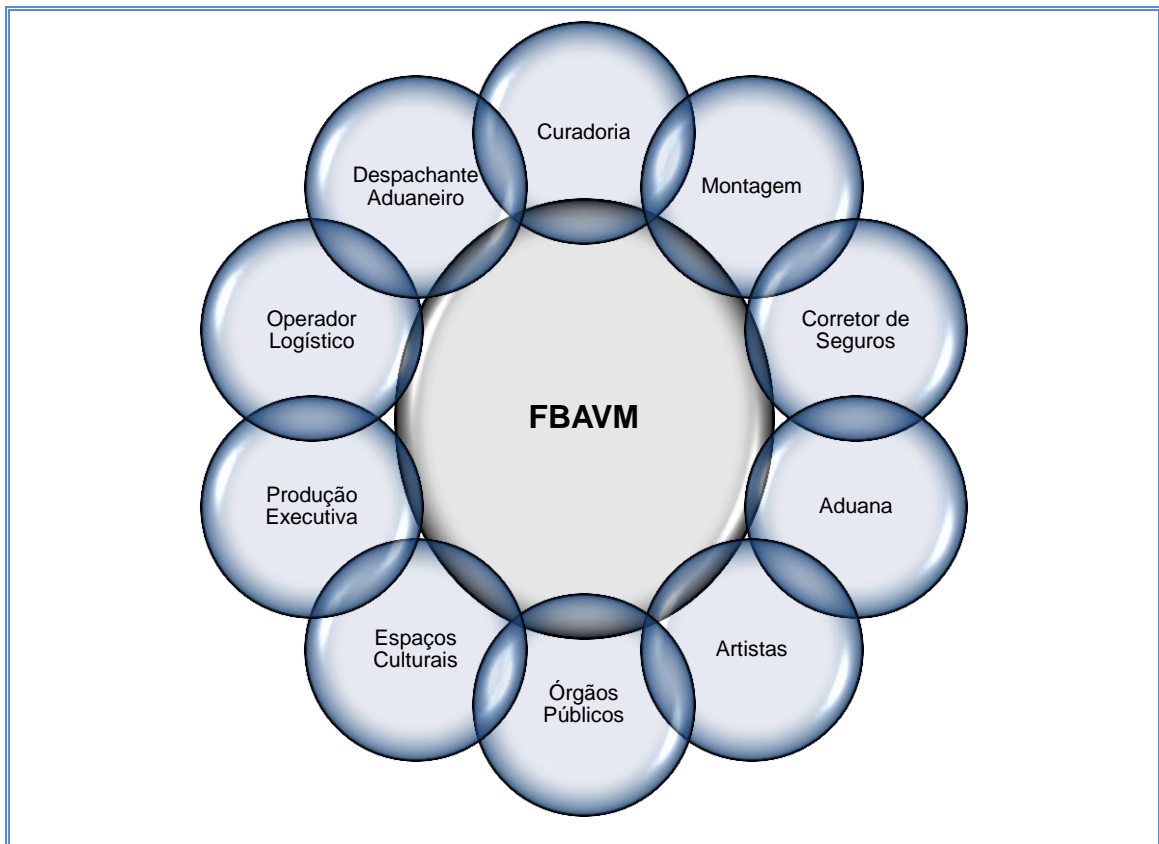 Curadoria
Montagem
Corretor de
Seguros
Aduana
Artistas
Órgãos
Públicos
Espaços
Culturais
Produção
Executiva
Operador
Logístico
Despachante
Aduaneiro
FBAVM